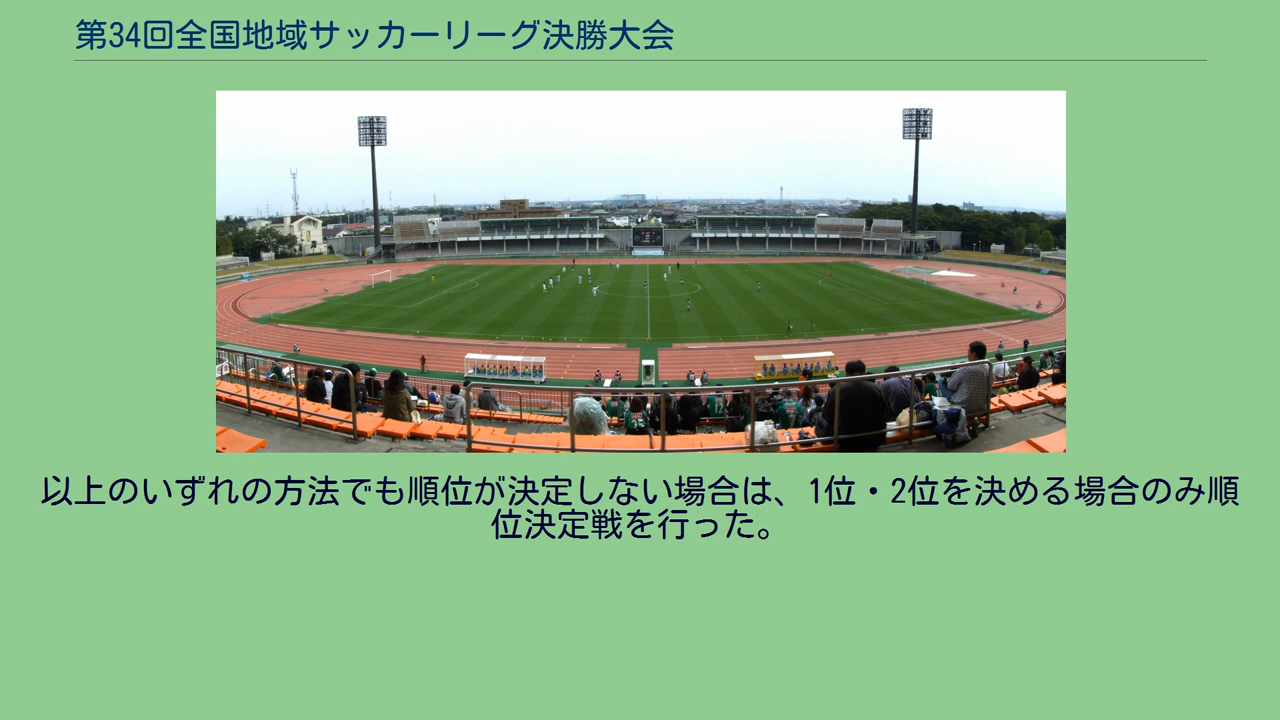 第34回全国地域サッカーリーグ決勝大会
以上のいずれの方法でも順位が決定しない場合は、1位・2位を決める場合のみ順
位決定戦を行った。